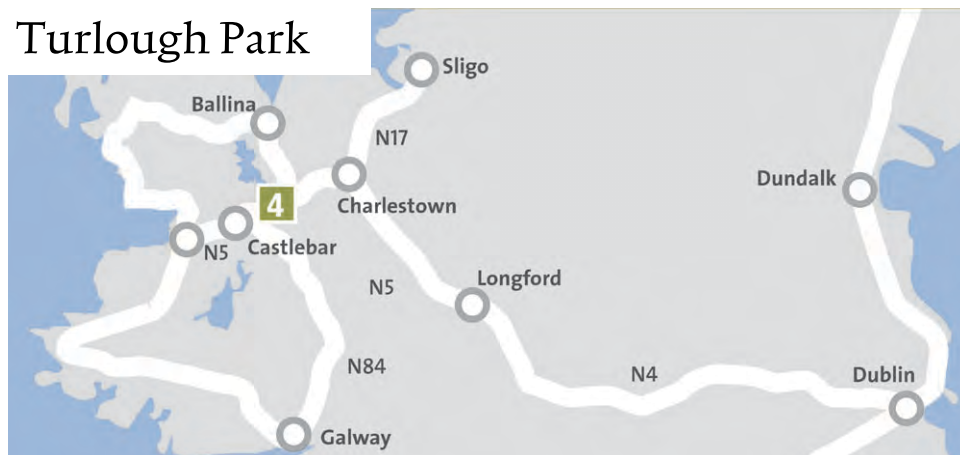 Turlough Park
Sligo
Ballina
N17
Dundalk
4
Charlestown
N5
Castlebar
Longford
N5
N84
N4
Dublin
Galway